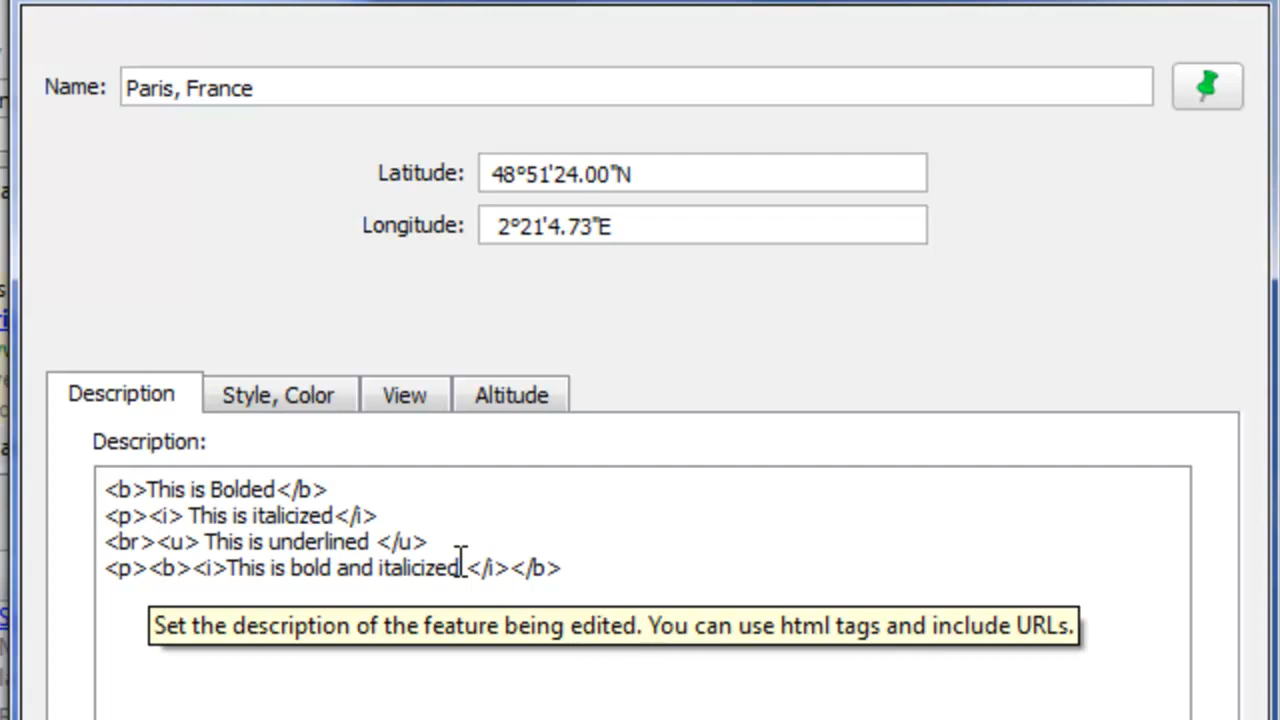 Name: Paris, France
Latitude: 48°51'24.00"N
Longitude: 2°21'4.73"E
Description Style, Color View Altitude
Description:
<b>This is Bolded</b>
<p><i> This is italicized</i>
<br><u> This is underlined </u>
<p><b><i>This is bold and italicized </i></b>
Set the description of the feature being edited. You can use html tags and include URLs.